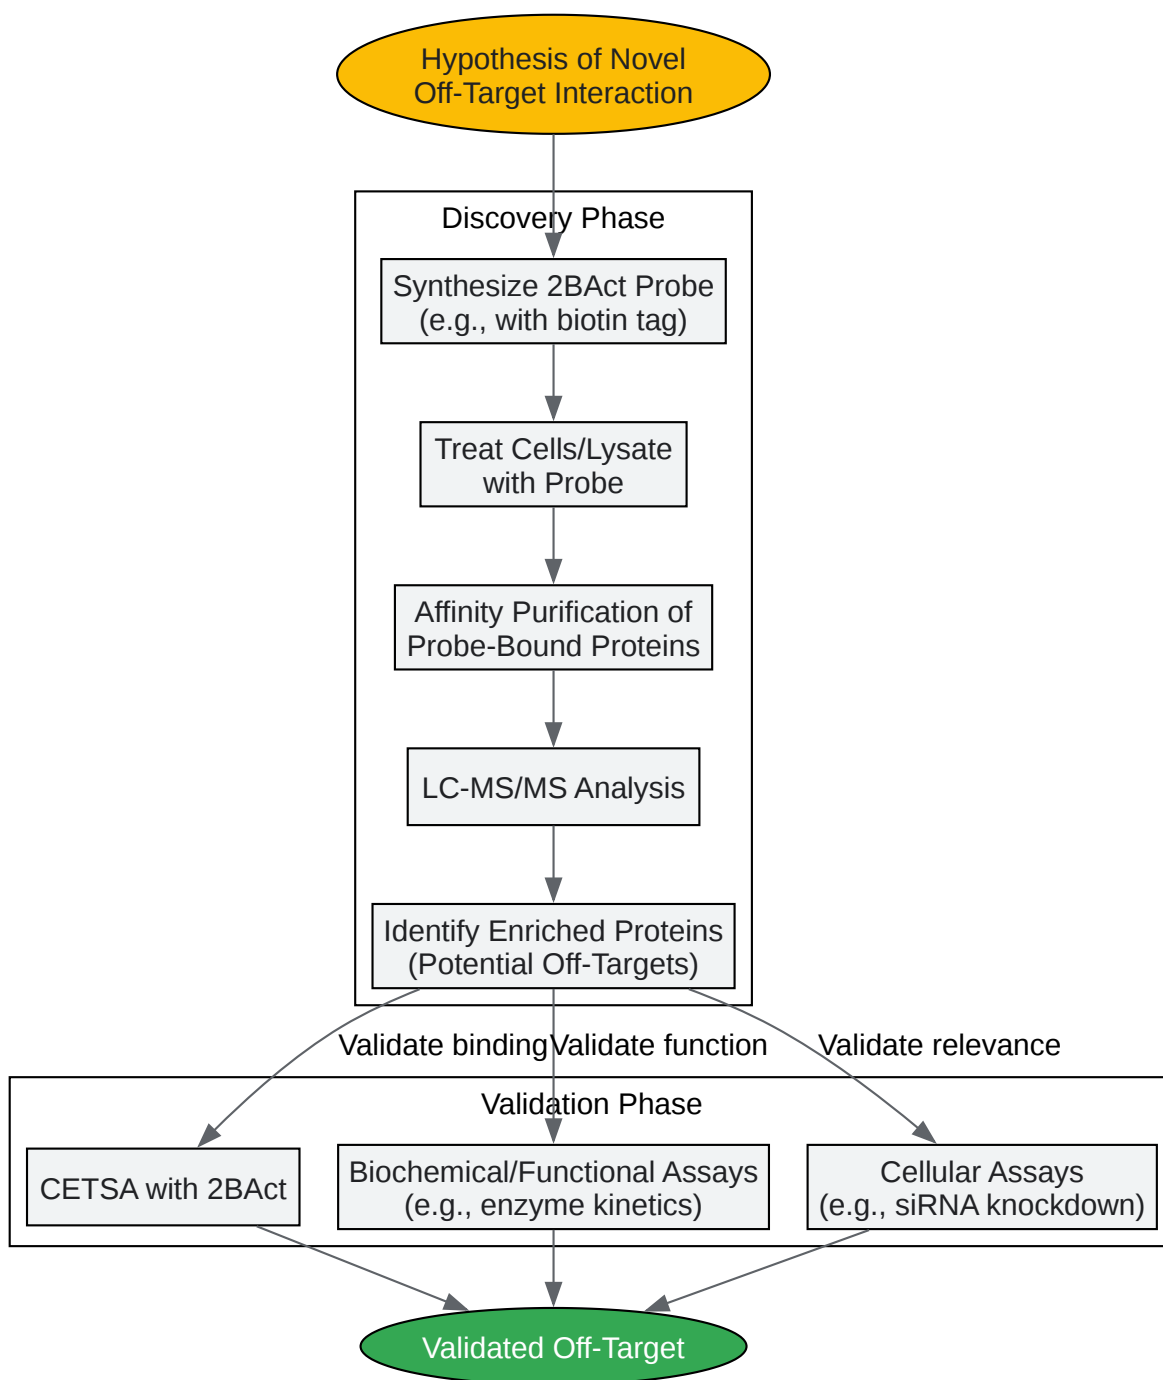 Hypothesis of Novel
Off-Target Interaction
Discovery Phase
Synthesize 2BAct Probe
(e.g., with biotin tag)
Treat Cells/Lysate
with Probe
Affinity Purification of
Probe-Bound Proteins
LC-MS/MS Analysis
Identify Enriched Proteins
(Potential Off-Targets)
Validate binding
Validate function
Validate relevance
Validation Phase
CETSA with 2BAct
Biochemical/Functional Assays
(e.g., enzyme kinetics)
Cellular Assays
(e.g., siRNA knockdown)
Validated Off-Target